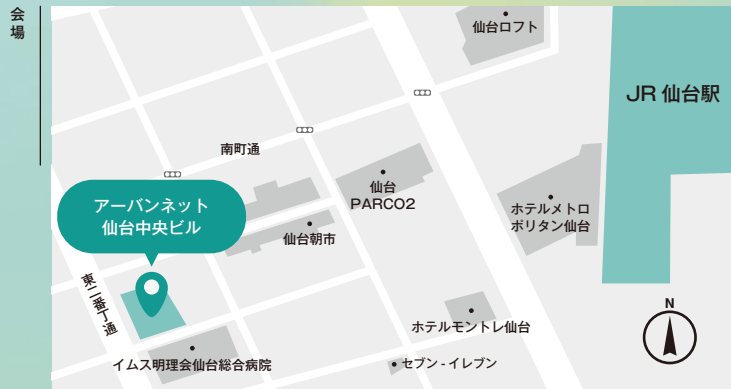 会場
仙台ロフト
JR 仙台駅
南町通
仙台
PARCO2
アーバンネット
仙台中央ビル
ホテルメトロ
ポリタン仙台
仙台朝市
東二番丁通
N
ホテルモントレ仙台
イムス明理会仙台総合病院
セブン - イレブン